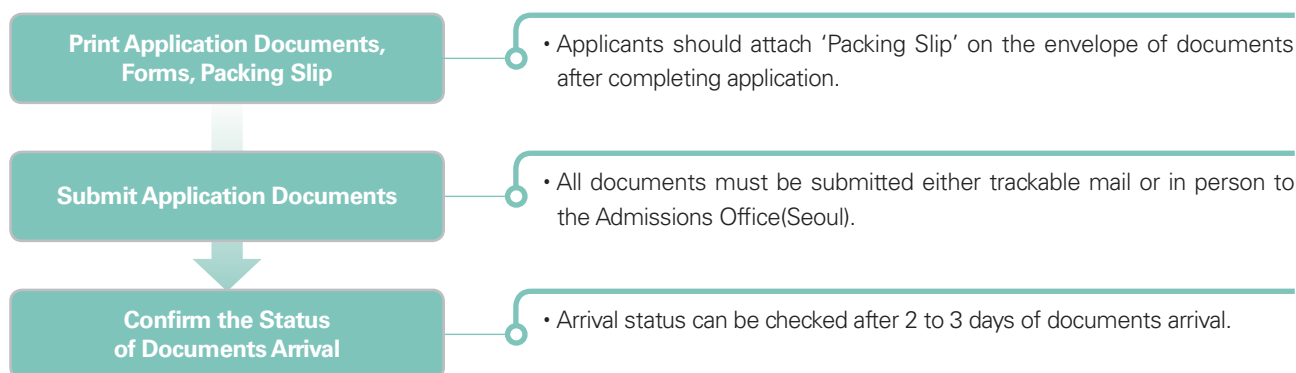 Print Application Documents,
Forms, Packing Slip
• Applicants should attach ‘Packing Slip’ on the envelope of documents
after completing application.
Submit Application Documents
• All documents must be submitted either trackable mail or in person to
the Admissions Office(Seoul).
Confirm the Status
of Documents Arrival
• Arrival status can be checked after 2 to 3 days of documents arrival.